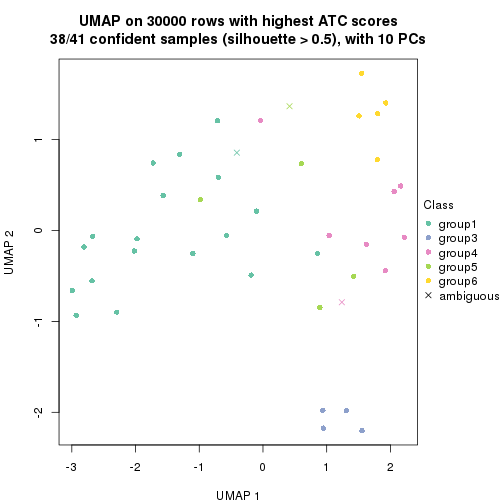 UMAP on 30000 rows with highest ATC scores
38/41 confident samples (silhouette > 0.5), with 10 PCs
1
0
-1
-2
UMAP 2
-3
-2
-1
0
1
2
UMAP 1
Class
group1
group3
group4
group5
group6
ambiguous